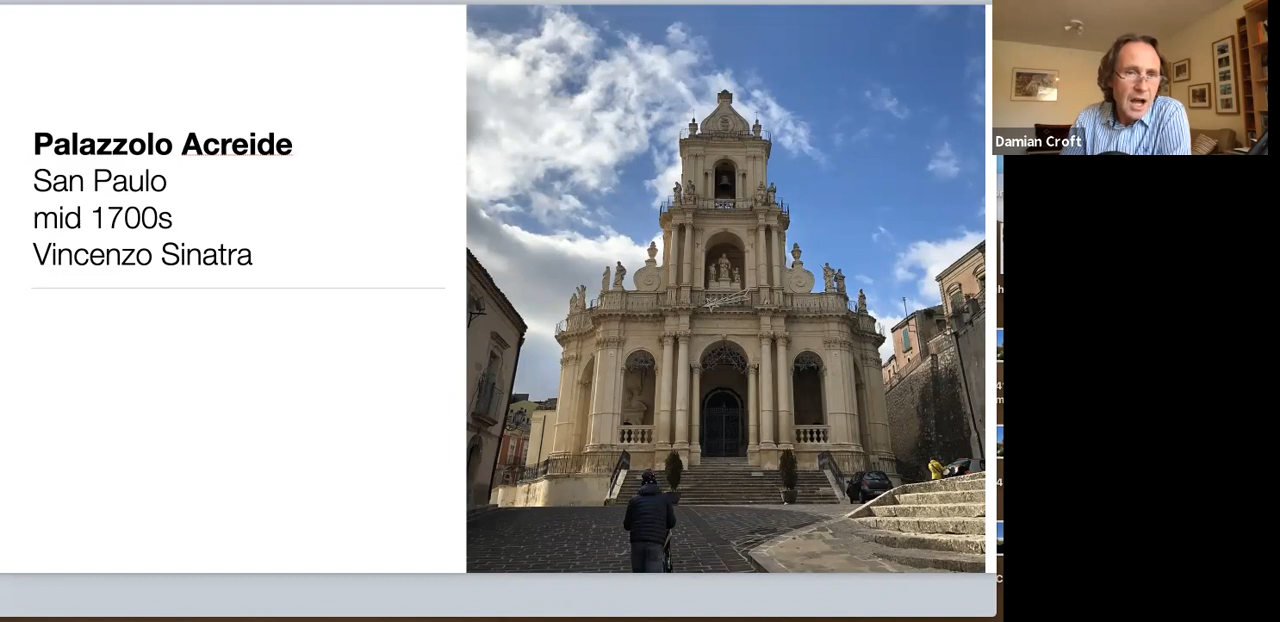 Palazzolo Acreide
San Paulo
mid 1700s
Vincenzo Sinatra
Damian Croft